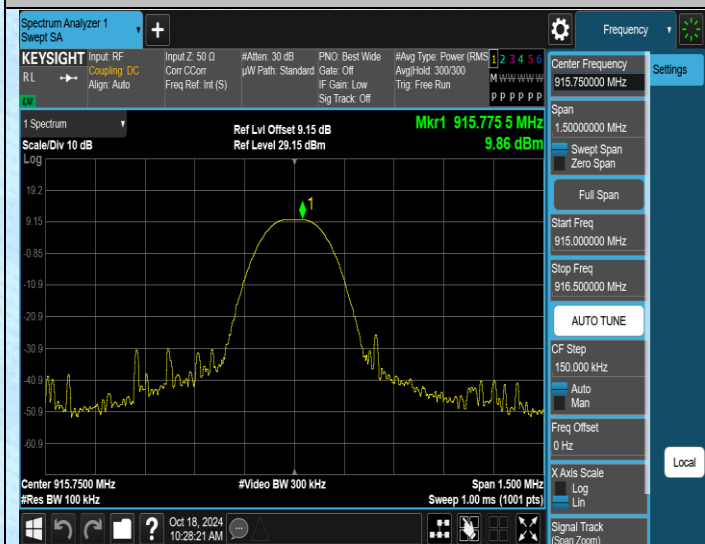 Spectrum Analyzer 1
Swept SA
+
Frequency
KEYSIGHT
RL
LXI
Input: RF
Coupling: DC
Align: Auto
Input Z: 50 Ω
Corr CCorr
Freq Ref: Int (S)
#Atten: 30 dB
µW Path: Standard
PNO: Best Wide
Gate: Off
IF Gain: Low
Sig Track: Off
#Avg Type: Power (RMS
Avg|Hold: 300/300
Trig: Free Run
1 2 3 4 5 6
M W W W W W
P P P P P P
Center Frequency
915.750000 MHz
Settings
Span
1.50000000 MHz
Swept Span
Zero Span
Full Span
Start Freq
915.000000 MHz
Stop Freq
916.500000 MHz
AUTO TUNE
CF Step
150.000 kHz
Auto
Man
Freq Offset
0 Hz
X Axis Scale
Log
Lin
Signal Track
(Span Zoom)
Local
1 Spectrum
Scale/Div 10 dB
Log
Ref Lvl Offset 9.15 dB
Ref Level 29.15 dBm
Mkr1 915.775 5 MHz
9.86 dBm
1
19.2
9.15
-0.85
-10.9
-20.9
-30.9
-40.9
-50.9
-60.9
Center 915.7500 MHz
#Res BW 100 kHz
#Video BW 300 kHz
Span 1.500 MHz
Sweep 1.00 ms (1001 pts)
?
Oct 18, 2024
10:28:21 AM